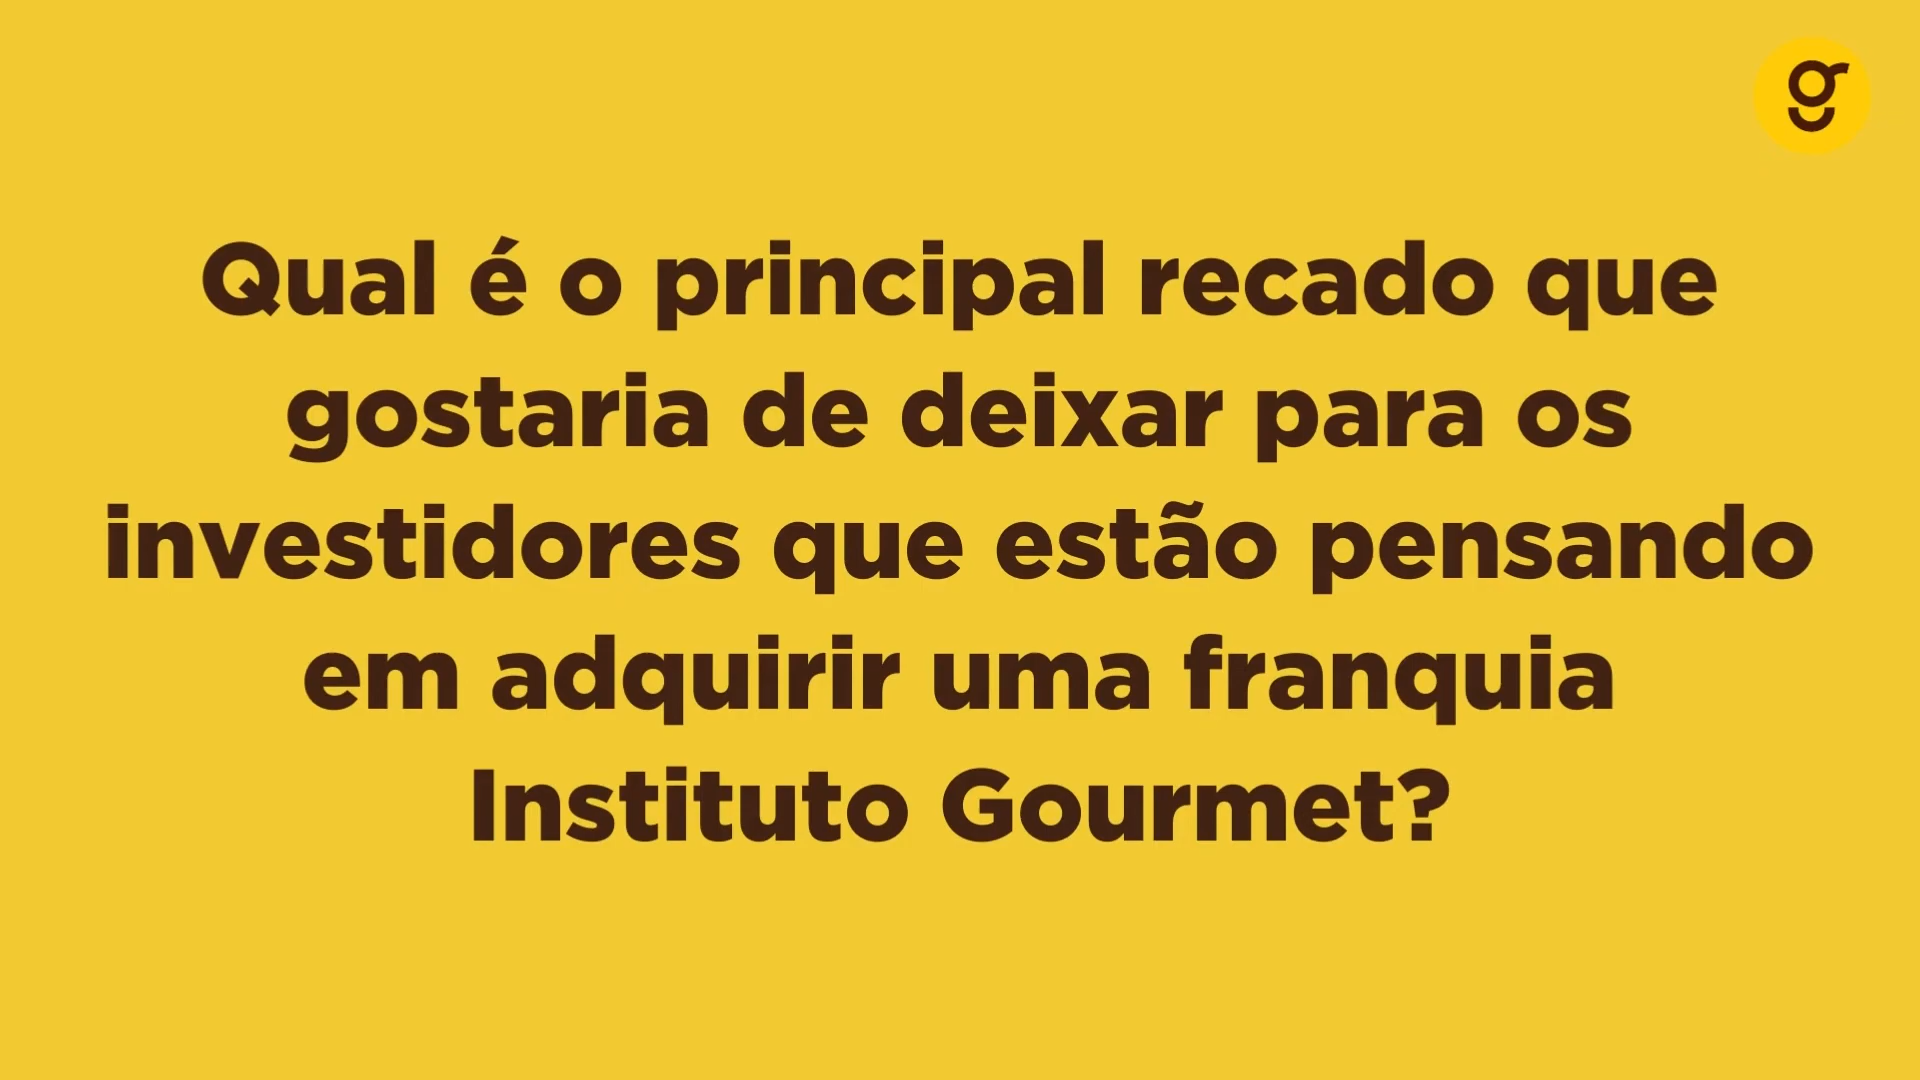 g
Qual é o principal recado que
gostaria de deixar para os
investidores que estão pensando
em adquirir uma franquia
Instituto Gourmet?